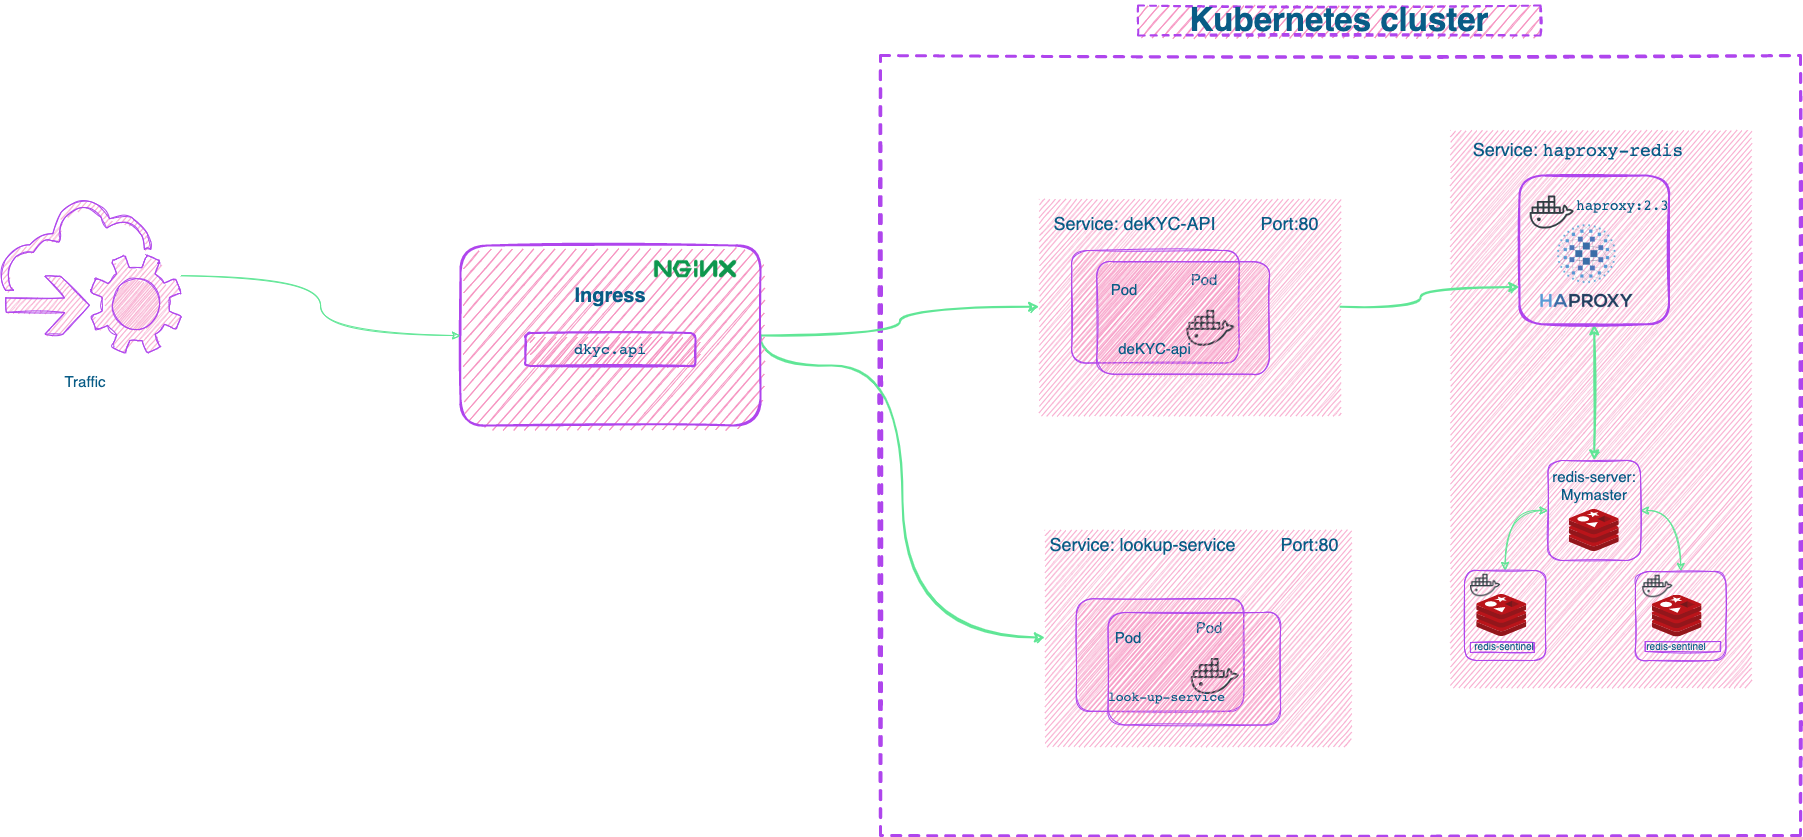 Kubernetes cluster
Traffic
NGINX
Ingress
dkyc.api
Service: deKYC-API Port:80
Pod
Pod
deKYC-api
Service: lookup-service Port:80
Pod
Pod
look-up-service
Service: haproxy-redis
haproxy:2.3
HAPROXY
redis-server:
Mymaster
redis-sentinel
redis-sentinel